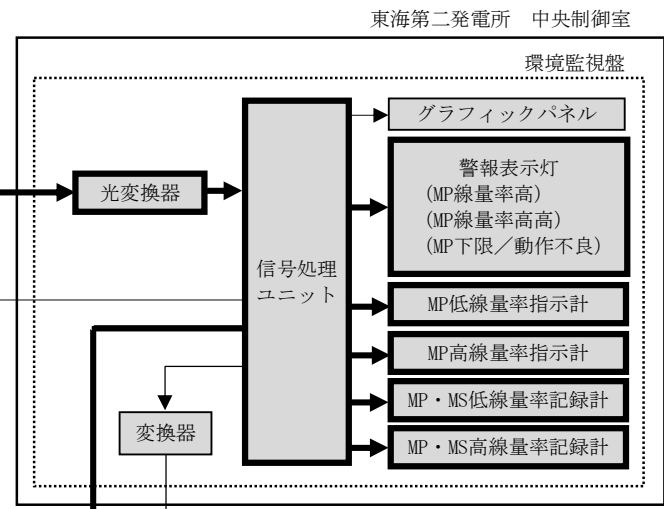 東海第二発電所　中央制御室
環境監視盤
グラフィックパネル
警報表示灯
(MP線量率高)
(MP線量率高高)
(MP下限／動作不良)
光変換器
信号処理
ユニット
MP低線量率指示計
MP高線量率指示計
MP・MS低線量率記録計
変換器
MP・MS高線量率記録計